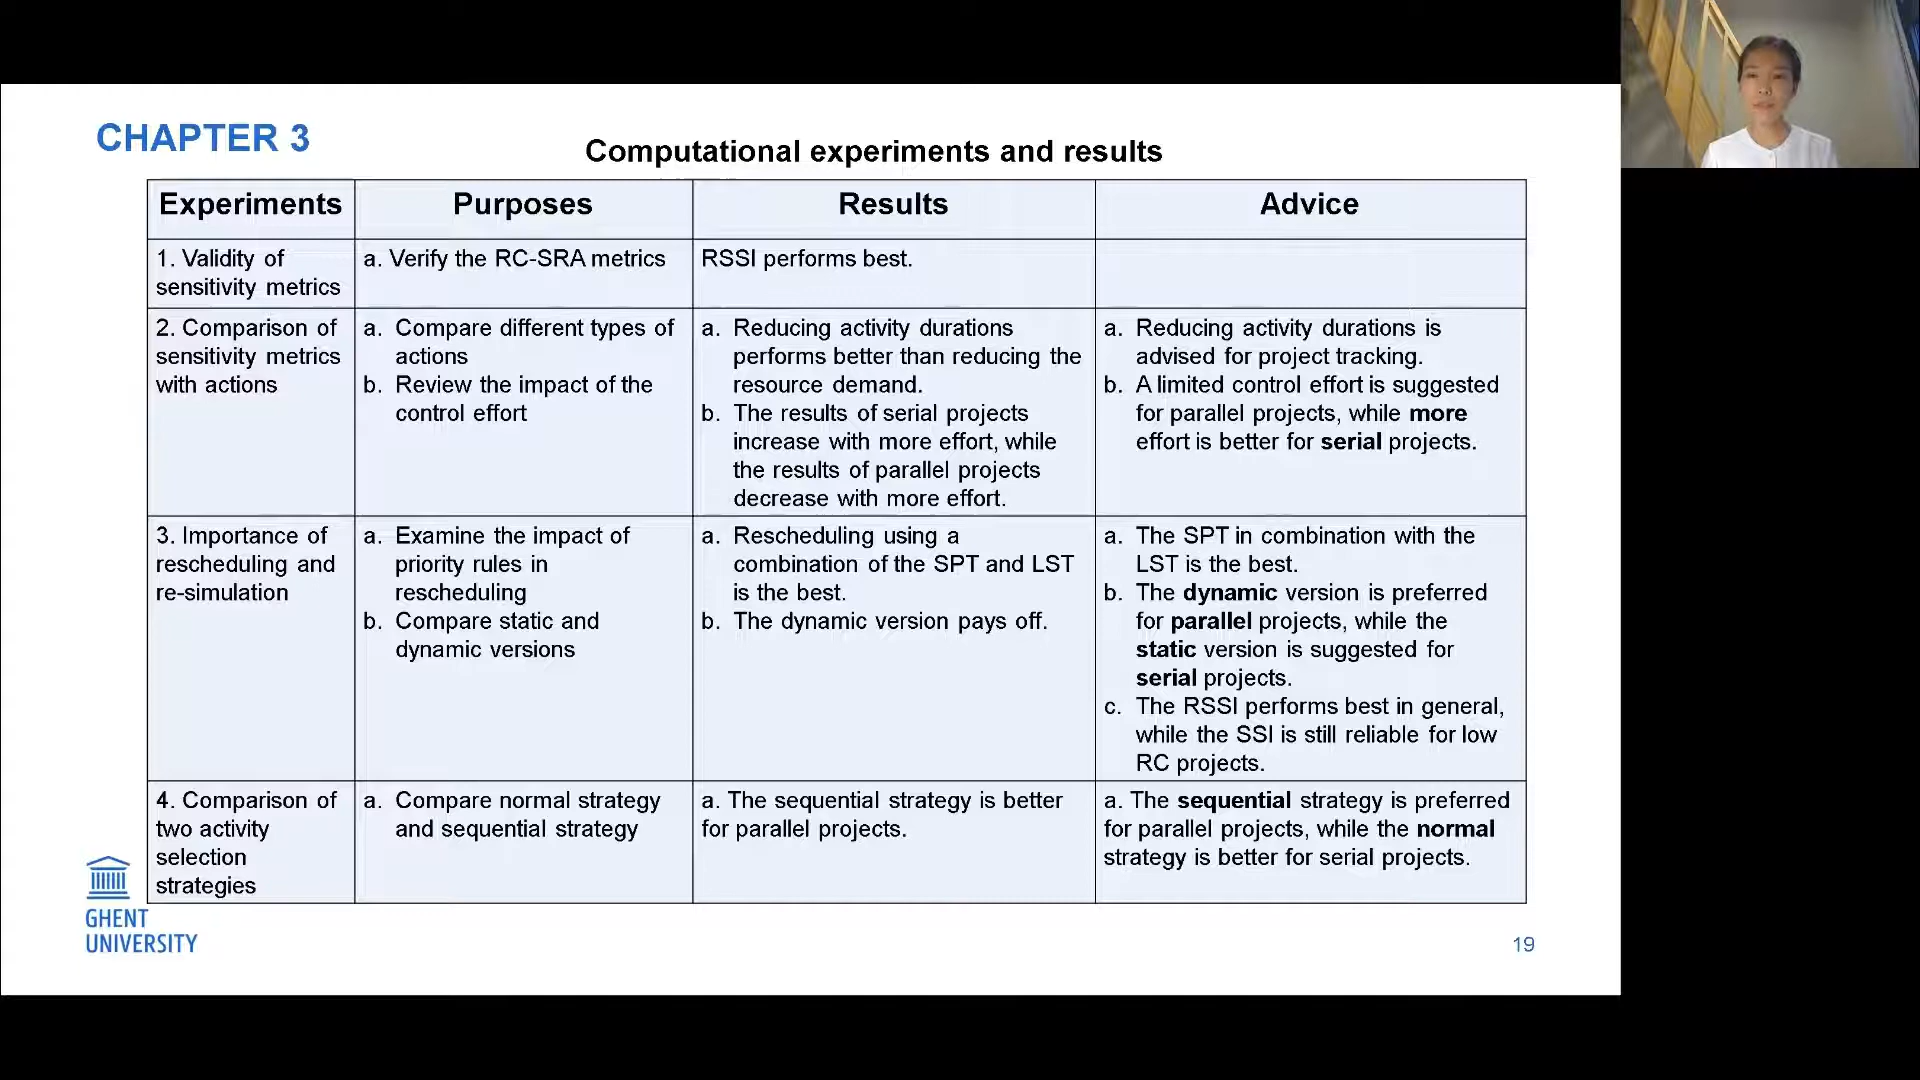 CHAPTER 3
Computational experiments and results
Experiments
Purposes
Results
Advice
1. Validity of
sensitivity metrics
a. Verify the RC-SRA metrics
RSSI performs best.
2. Comparison of
sensitivity metrics
with actions
a. Compare different types of
actions
b. Review the impact of the
control effort
a. Reducing activity durations
performs better than reducing the
resource demand.
b. The results of serial projects
increase with more effort, while
the results of parallel projects
decrease with more effort.
a. Reducing activity durations is
advised for project tracking.
b. A limited control effort is suggested
for parallel projects, while more
effort is better for serial projects.
3. Importance of
rescheduling and
re-simulation
a. Examine the impact of
priority rules in
rescheduling
b. Compare static and
dynamic versions
a. Rescheduling using a
combination of the SPT and LST
is the best.
b. The dynamic version pays off.
a. The SPT in combination with the
LST is the best.
b. The dynamic version is preferred
for parallel projects, while the
static version is suggested for
serial projects.
c. The RSSI performs best in general,
while the SSI is still reliable for low
RC projects.
4. Comparison of
two activity
selection
strategies
a. Compare normal strategy
and sequential strategy
a. The sequential strategy is better
for parallel projects.
a. The sequential strategy is preferred
for parallel projects, while the normal
strategy is better for serial projects.
GHENT
UNIVERSITY
19